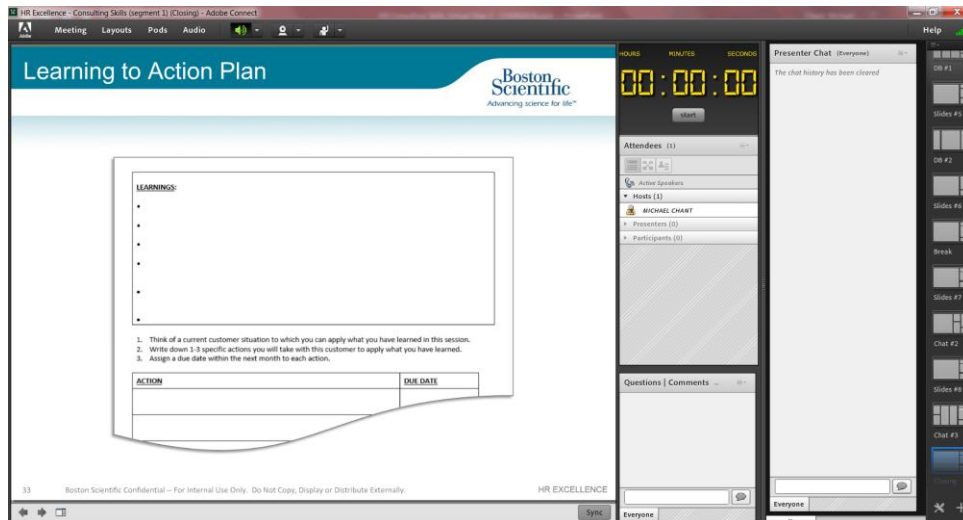 HR Excellence - Consulting Skills (segment 1) (Closing) - Adobe Connect
Adobe
Meeting Layouts Pods Audio Help
Learning to Action Plan
Boston
Scientific
Advancing science for life™
LEARNINGS:
1. Think of a current customer situation to which you can apply what you have learned in this session.
2. Write down 1-3 specific actions you will take with this customer to apply what you have learned.
3. Assign a due date within the next month to each action.
ACTION DUE DATE
33 Boston Scientific Confidential – For Internal Use Only. Do Not Copy, Display or Distribute Externally. HR EXCELLENCE
Sync
HOURS MINUTES SECONDS
00:00:00
start
Attendees (1)
Active Speakers
Hosts (1)
MICHAEL CHANT
Presenters (0)
Participants (0)
Questions | Comments
Everyone
Presenter Chat (Everyone)
The chat history has been cleared
Everyone
DB #1
Slides #5
DB #2
Slides #6
Break
Slides #7
Chat #2
Slides #8
Chat #3